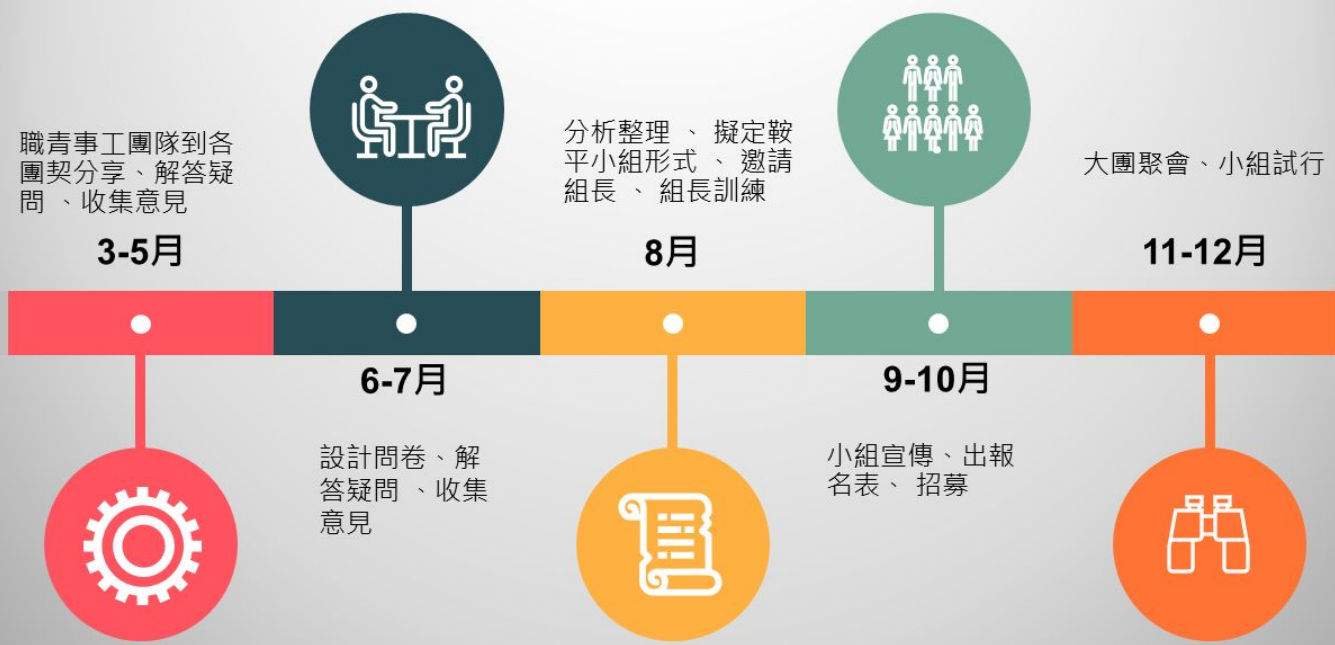 職青事工團隊到各
團契分享、解答疑
問 、收集意見
3-5月
6-7月
設計問卷、解
答疑問 、收集
意見
分析整理 、 擬定鞍
平小組形式 、 邀請
組長 、 組長訓練
8月
9-10月
小組宣傳、出報
名表、 招募
大團聚會、小組試行
11-12月